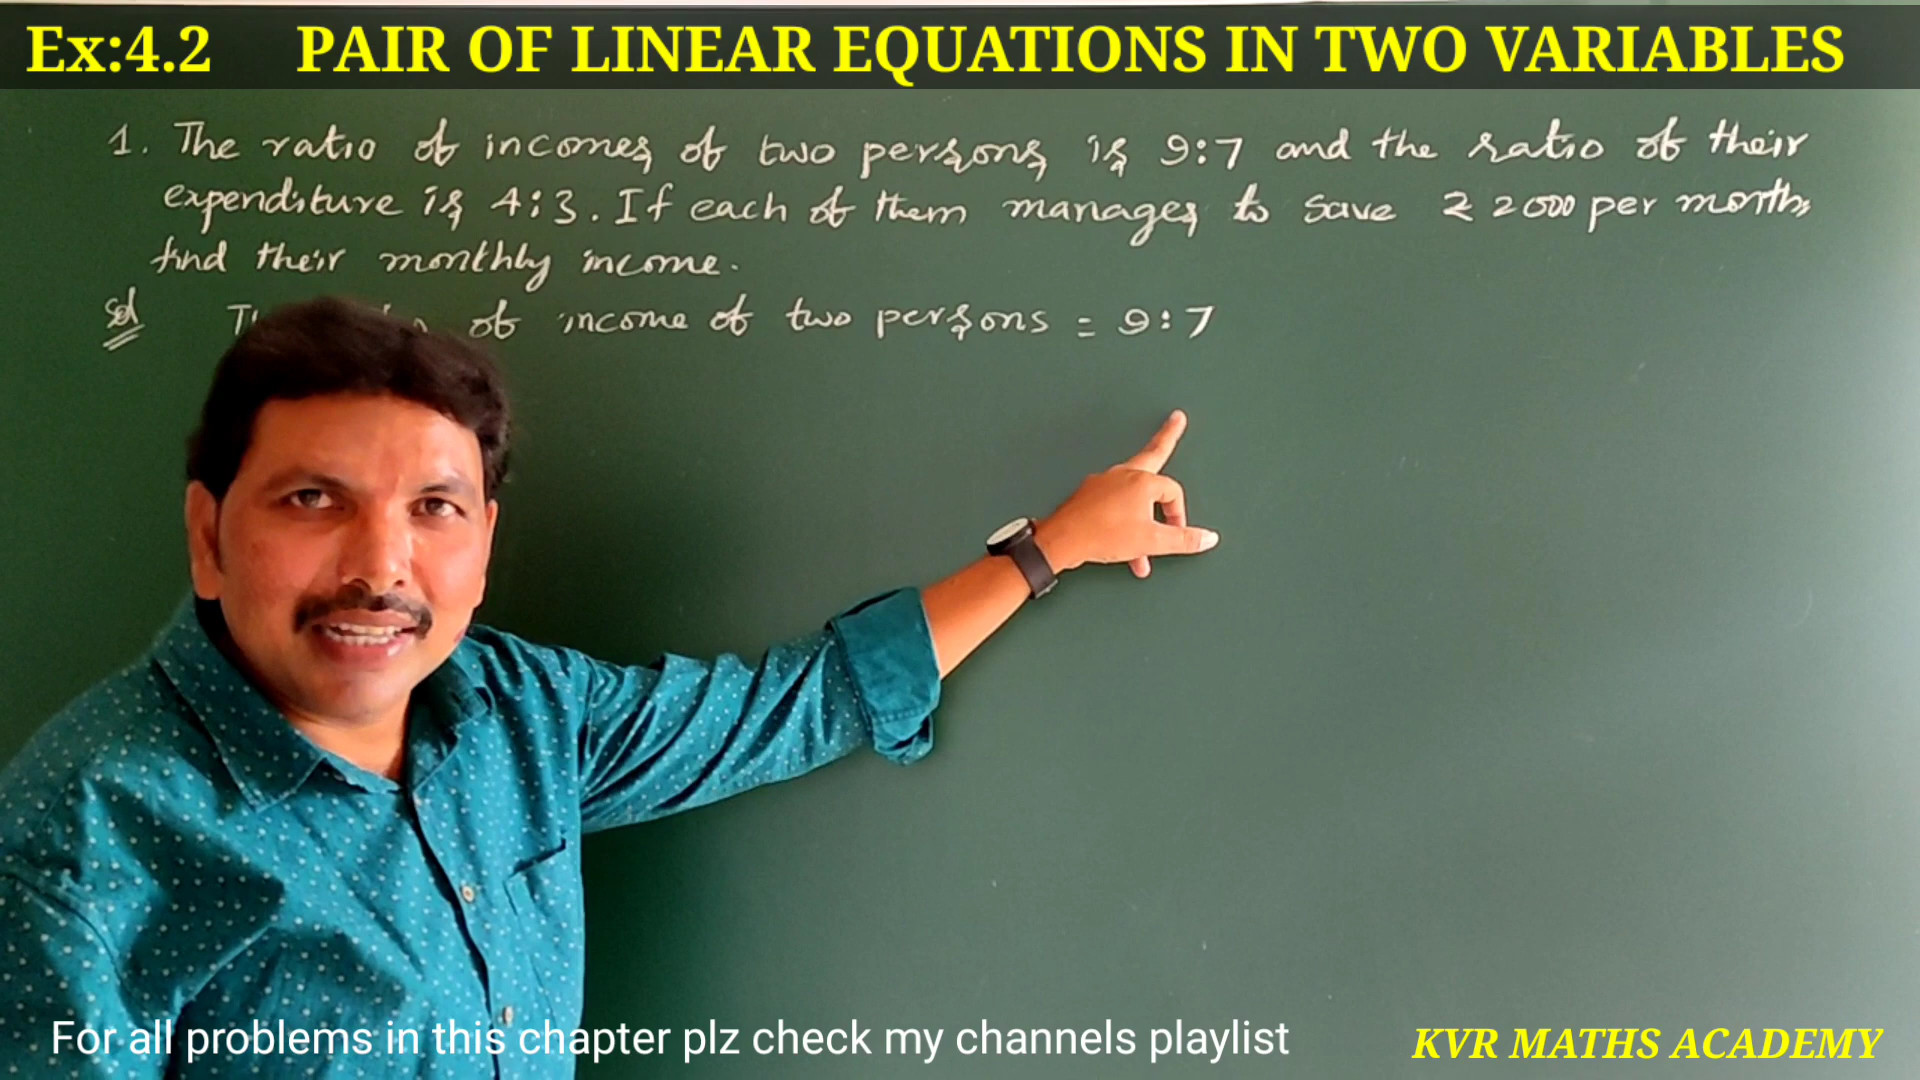 Ex:4.2 PAIR OF LINEAR EQUATIONS IN TWO VARIABLES
1. The ratio of incomes of two persons is 9:7 and the ratio of their
expenditure is 4:3. If each of them manages to save ₹ 2000 per month,
find their monthly income.
Sol of income of two persons = 9:7
For all problems in this chapter plz check my channels playlist
KVR MATHS ACADEMY